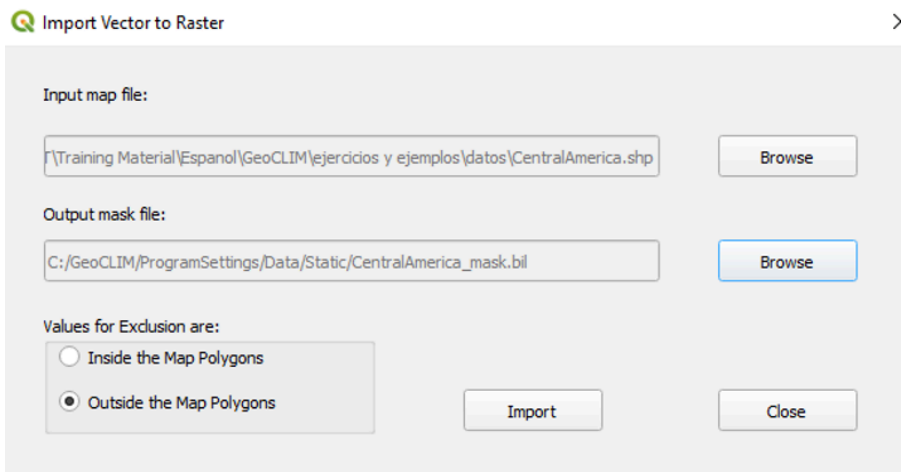 Import Vector to Raster
Input map file:
T\Training Material\Espanol\GeoCLIM\ejercicios y ejemplos\datos\CentralAmerica.shp
Browse
Output mask file:
C:/GeoCLIM/ProgramSettings/Data/Static/CentralAmerica_mask.bil
Browse
Values for Exclusion are:
Inside the Map Polygons
Outside the Map Polygons
Import
Close